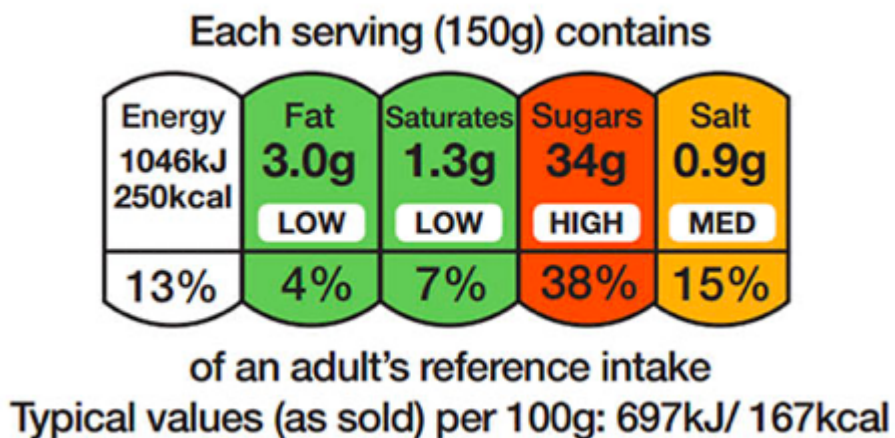 Each serving (150g) contains
Energy Fat Saturates Sugars Salt
1046kJ 3.0g 1.3g 34g 0.9g
250kcal
LOW LOW HIGH MED
13% 4% 7% 38% 15%
of an adult's reference intake
Typical values (as sold) per 100g: 697kJ/ 167kcal